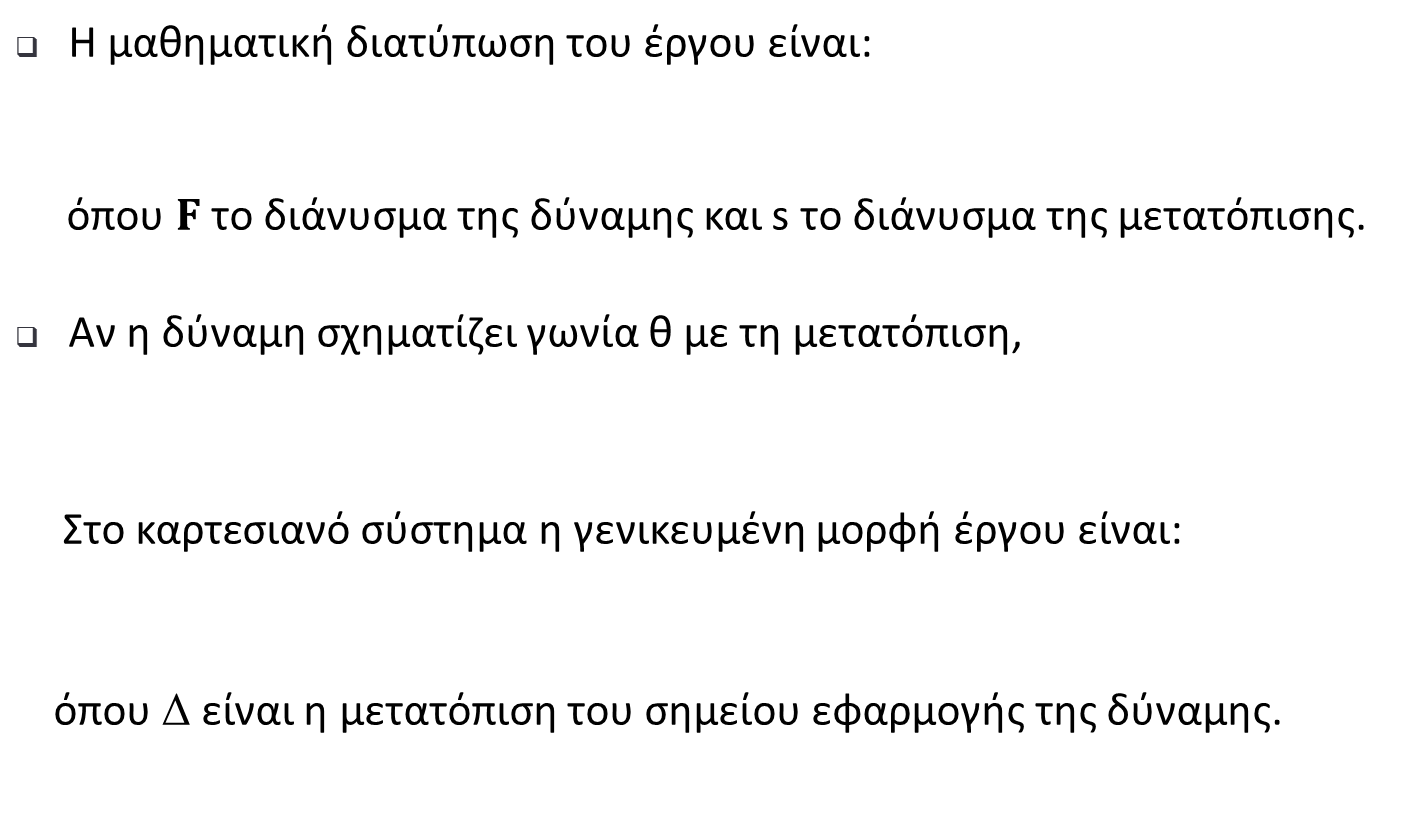 ❑ Η μαθηματική διατύπωση του έργου είναι:
όπου F το διάνυσμα της δύναμης και s το διάνυσμα της μετατόπισης.
❑ Αν η δύναμη σχηματίζει γωνία θ με τη μετατόπιση,
Στο καρτεσιανό σύστημα η γενικευμένη μορφή έργου είναι:
όπου Δ είναι η μετατόπιση του σημείου εφαρμογής της δύναμης.